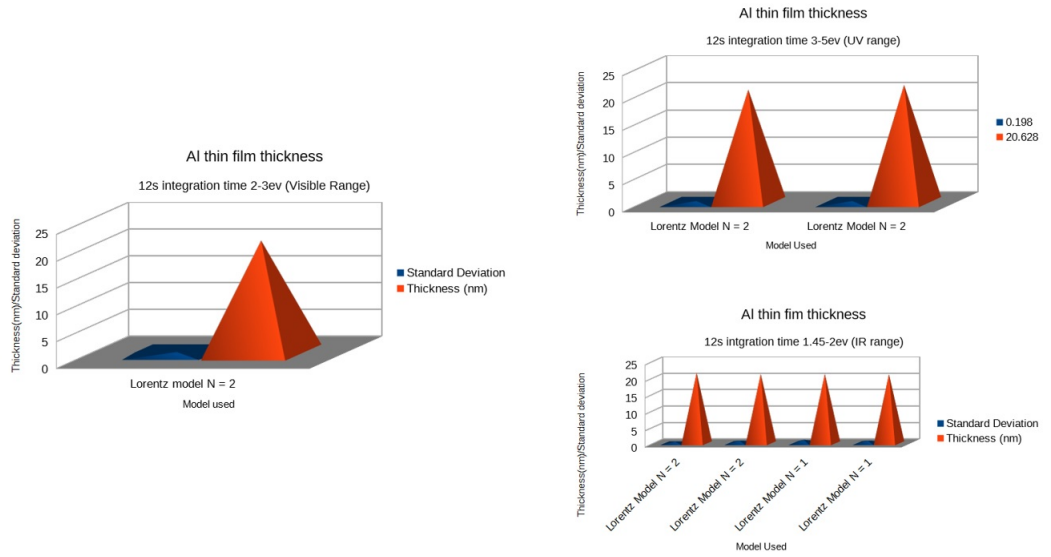 Al thin film thickness
12s integration time 2-3ev (Visible Range)
Thickness(nm)/Standard deviation
25
20
15
10
5
0
Lorentz model N = 2
Model used
Standard Deviation
Thickness (nm)
Al thin film thickness
12s integration time 3-5ev (UV range)
Thickness(nm)/Standard deviation
25
20
15
10
5
0
Lorentz Model N = 2
Lorentz Model N = 2
Model Used
0.198
20.628
Al thin fim thickness
12s intgration time 1.45-2ev (IR range)
Thickness(nm)/Standard deviation
25
20
15
10
5
0
Lorentz Model N = 2
Lorentz Model N = 2
Lorentz Model N = 1
Lorentz Model N = 1
Model Used
Standard Deviation
Thickness (nm)